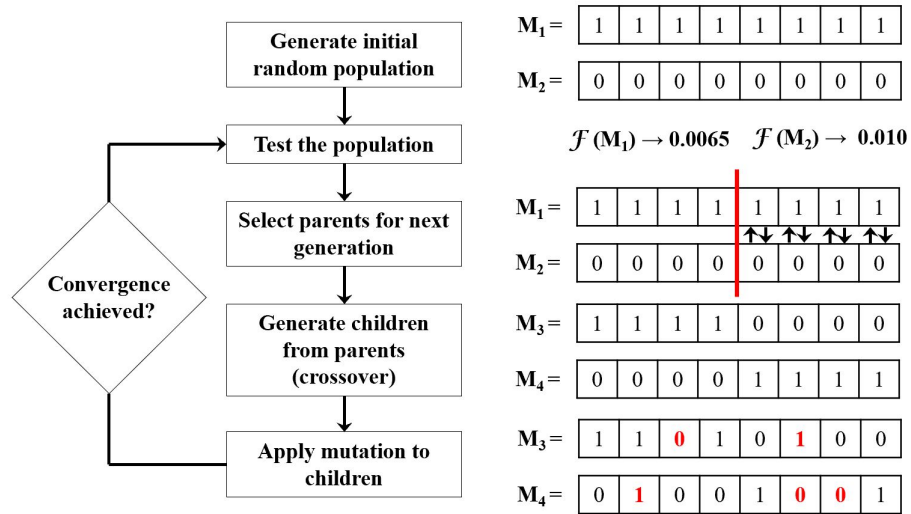 Generate initial
random population
Test the population
Select parents for next
generation
Convergence
achieved?
Generate children
from parents
(crossover)
Apply mutation to
children
M₁ = 1 1 1 1 1 1 1 1
M₂ = 0 0 0 0 0 0 0 0
ℱ (M₁) → 0.0065 ℱ (M₂) → 0.010
M₁ = 1 1 1 1 1 1 1 1
M₂ = 0 0 0 0 0 0 0 0
M₃ = 1 1 1 1 0 0 0 0
M₄ = 0 0 0 0 1 1 1 1
M₃ = 1 1 0 1 0 1 0 0
M₄ = 0 1 0 0 1 0 0 1